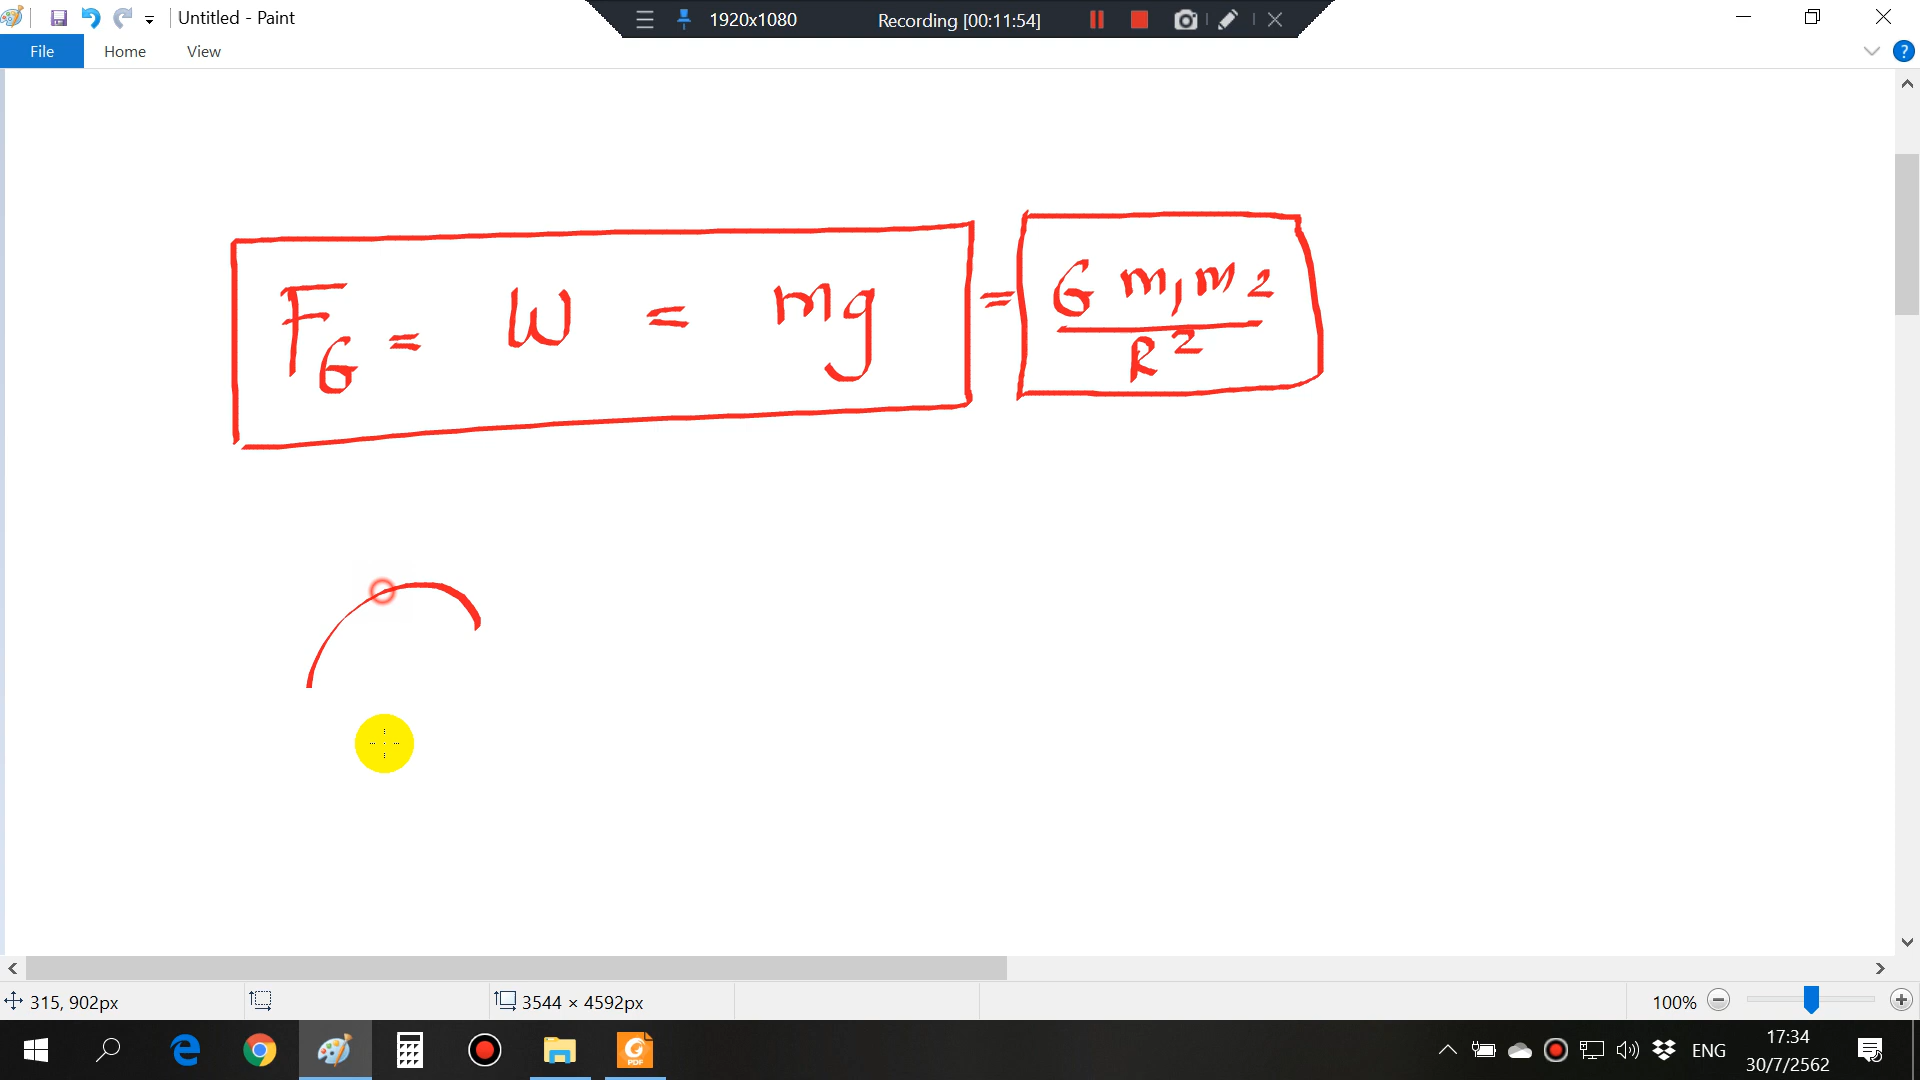 Untitled - Paint
1920x1080
Recording [00:11:54]
File
Home
View
?
F_G = W = mg = G m₁m₂ / R²
315, 902px
3544 × 4592px
100%
PDF
ENG
17:34
30/7/2562